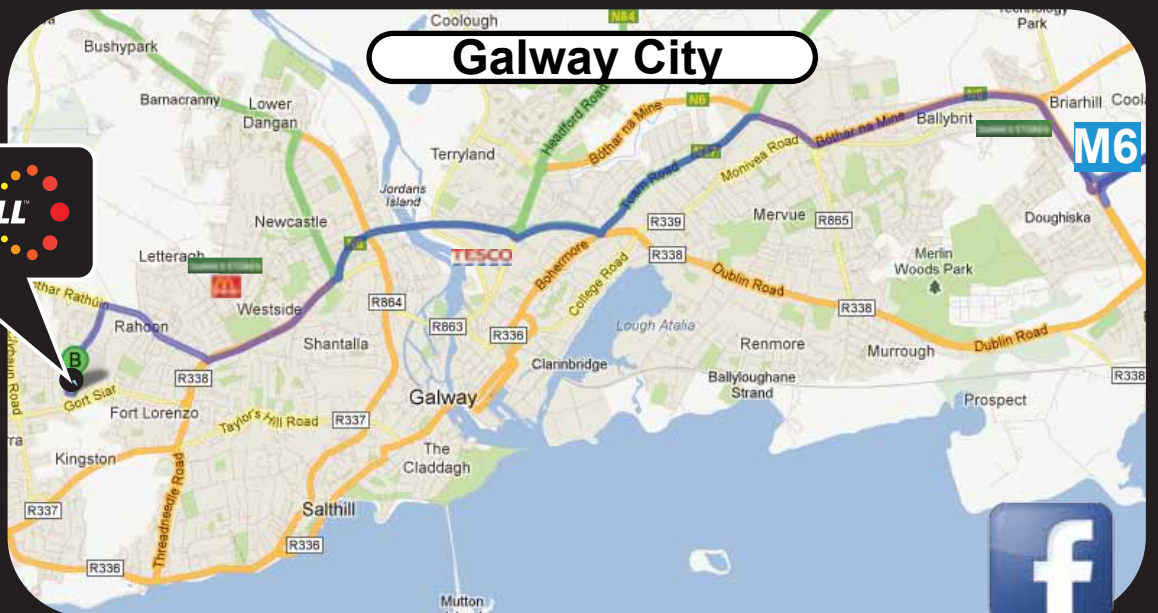 Galway City
Coolough
N84
Park
Bushypark
Barnacranny
Lower
Dangan
Headford Road
Bóthar na Mine
N6
Briarhill
Ballybrit
Bóthar na Mine
M6
Terryland
Tuam Road
Monivea Road
Jordans
Island
Newcastle
R339
Mervue
R865
Doughiska
Letteragh
TESCO
Bohermore
College Road
R338
Merlin
Woods Park
Westside
R864
Dublin Road
R338
Rahoon
R863
R336
Lough Atalia
Shantalla
Renmore
Murrough
Dublin Road
B
R338
Clarinbridge
Ballyloughane
Strand
R338
Gort Siar
Fort Lorenzo
Galway
Prospect
Taylor's Hill Road
R337
Kingston
The
Claddagh
Threadneedle Road
R337
Salthill
R336
R336
Mutton
f